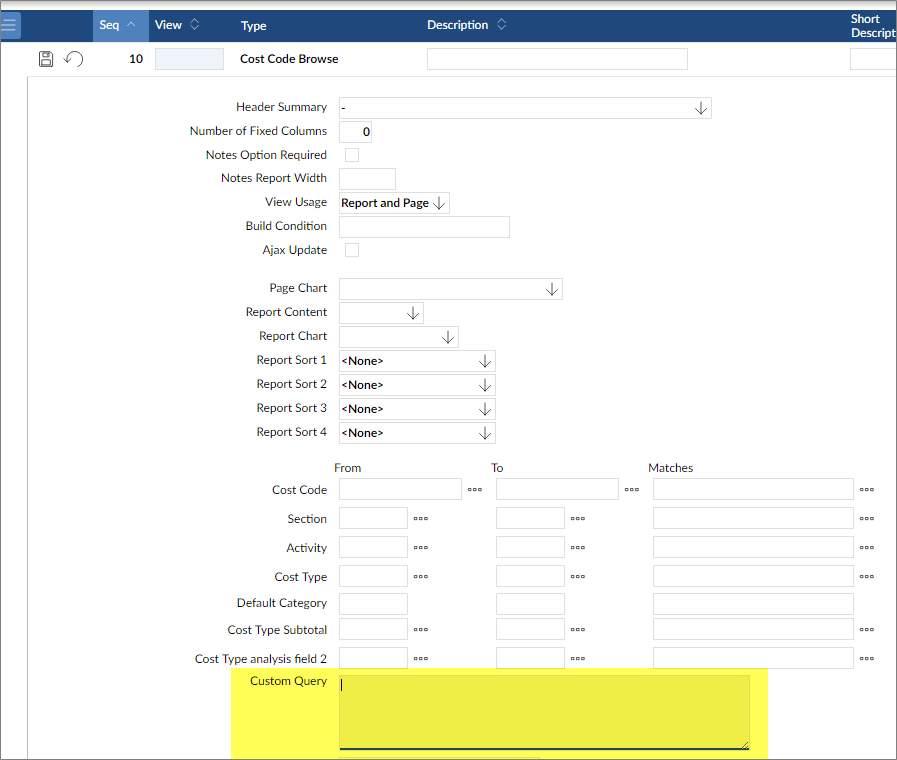 Seq View Type Description Short Descript
10 Cost Code Browse
Header Summary -
Number of Fixed Columns 0
Notes Option Required
Notes Report Width
View Usage Report and Page
Build Condition
Ajax Update
Page Chart
Report Content
Report Chart
Report Sort 1 <None>
Report Sort 2 <None>
Report Sort 3 <None>
Report Sort 4 <None>
From To Matches
Cost Code
Section
Activity
Cost Type
Default Category
Cost Type Subtotal
Cost Type analysis field 2
Custom Query